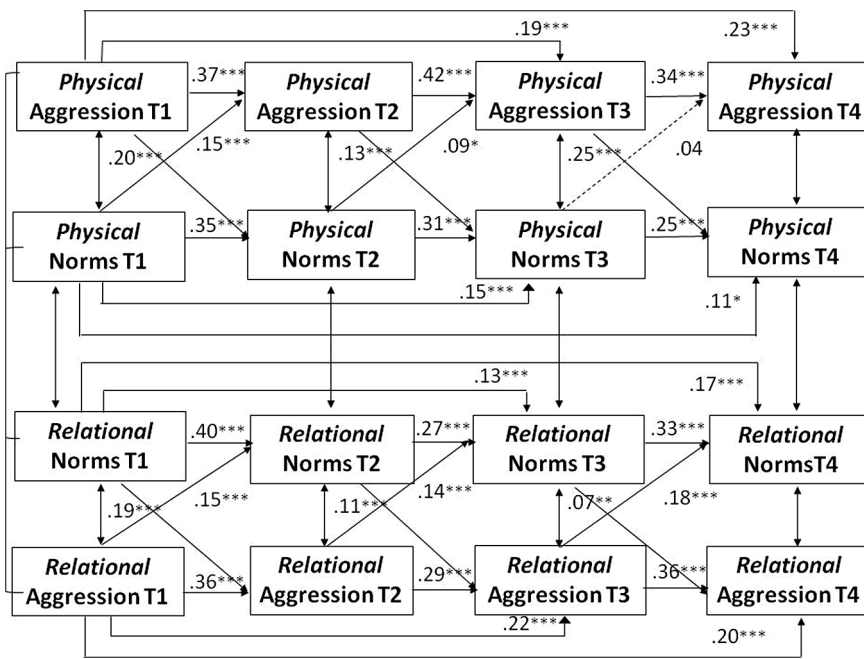 .19***
.23***
Physical
Aggression T1
.37***
Physical
Aggression T2
.42***
Physical
Aggression T3
.34***
Physical
Aggression T4
.20***
.15***
.13***
.09*
.25***
.04
Physical
Norms T1
.35***
Physical
Norms T2
.31***
Physical
Norms T3
.25***
Physical
Norms T4
.15***
.11*
.13***
.17***
Relational
Norms T1
.40***
Relational
Norms T2
.27***
Relational
Norms T3
.33***
Relational
NormsT4
.19***
.15***
.11***
.14***
.07**
.18***
Relational
Aggression T1
.36***
Relational
Aggression T2
.29***
Relational
Aggression T3
.36***
Relational
Aggression T4
.22***
.20***